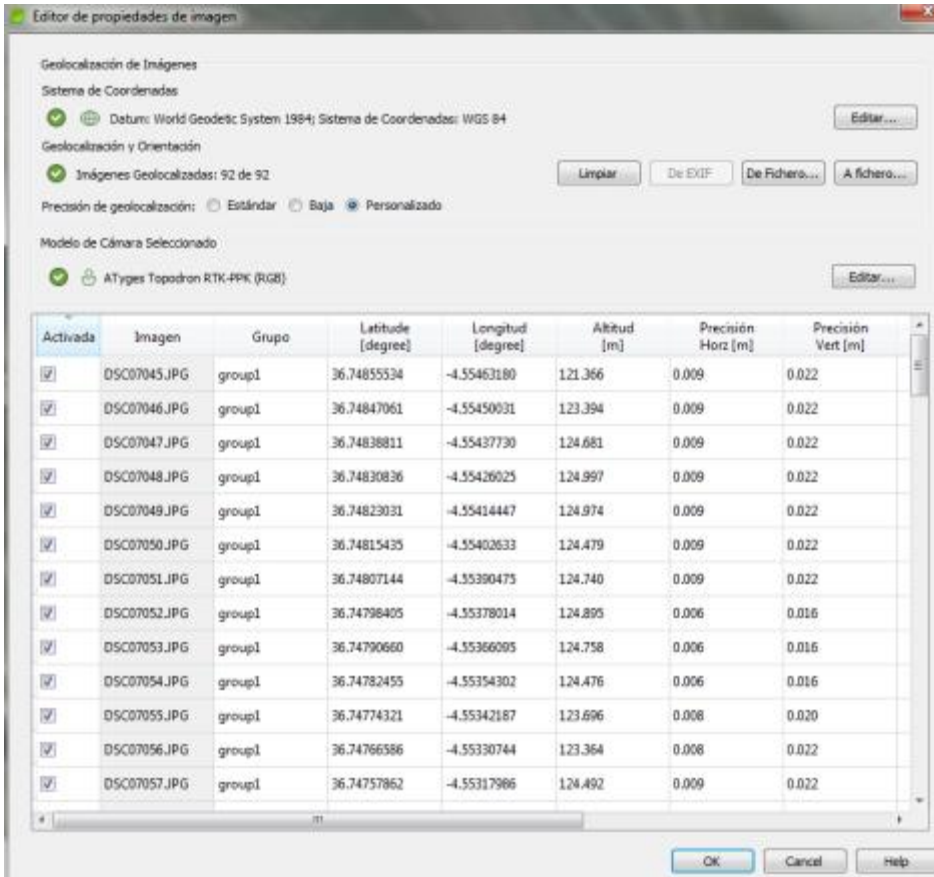 Editor de propiedades de imagen
Geolocalización de Imágenes
Sistema de Coordenadas
Datum: World Geodetic System 1984; Sistema de Coordenadas: WGS 84
Editar...
Geolocalización y Orientación
Imágenes Geolocalizadas: 92 de 92
Limpiar
De EXIF
De Fichero....
A fichero....
Precisión de geolocalización: Estándar Baja Personalizado
Modelo de Cámara Seleccionado
ATyges Topodron RTK-PPK (RGB)
Editar...
Activada Imagen Grupo Latitude [degree] Longitud [degree] Altitud [m] Precisión Horz [m] Precisión Vert [m]
DSC07045.JPG group1 36.74855534 -4.55463180 121.366 0.009 0.022
DSC07046.JPG group1 36.74847061 -4.55450031 123.394 0.009 0.022
DSC07047.JPG group1 36.74838811 -4.55437730 124.681 0.009 0.022
DSC07048.JPG group1 36.74830836 -4.55426025 124.997 0.009 0.022
DSC07049.JPG group1 36.74823031 -4.55414447 124.974 0.009 0.022
DSC07050.JPG group1 36.74815435 -4.55402633 124.479 0.009 0.022
DSC07051.JPG group1 36.74807144 -4.55390475 124.740 0.009 0.022
DSC07052.JPG group1 36.74798405 -4.55378014 124.895 0.006 0.016
DSC07053.JPG group1 36.74790660 -4.55366095 124.758 0.006 0.016
DSC07054.JPG group1 36.74782455 -4.55354302 124.476 0.006 0.016
DSC07055.JPG group1 36.74774321 -4.55342187 123.696 0.008 0.020
DSC07056.JPG group1 36.74766586 -4.55330744 123.364 0.008 0.022
DSC07057.JPG group1 36.74757862 -4.55317986 124.492 0.009 0.022
OK
Cancel
Help